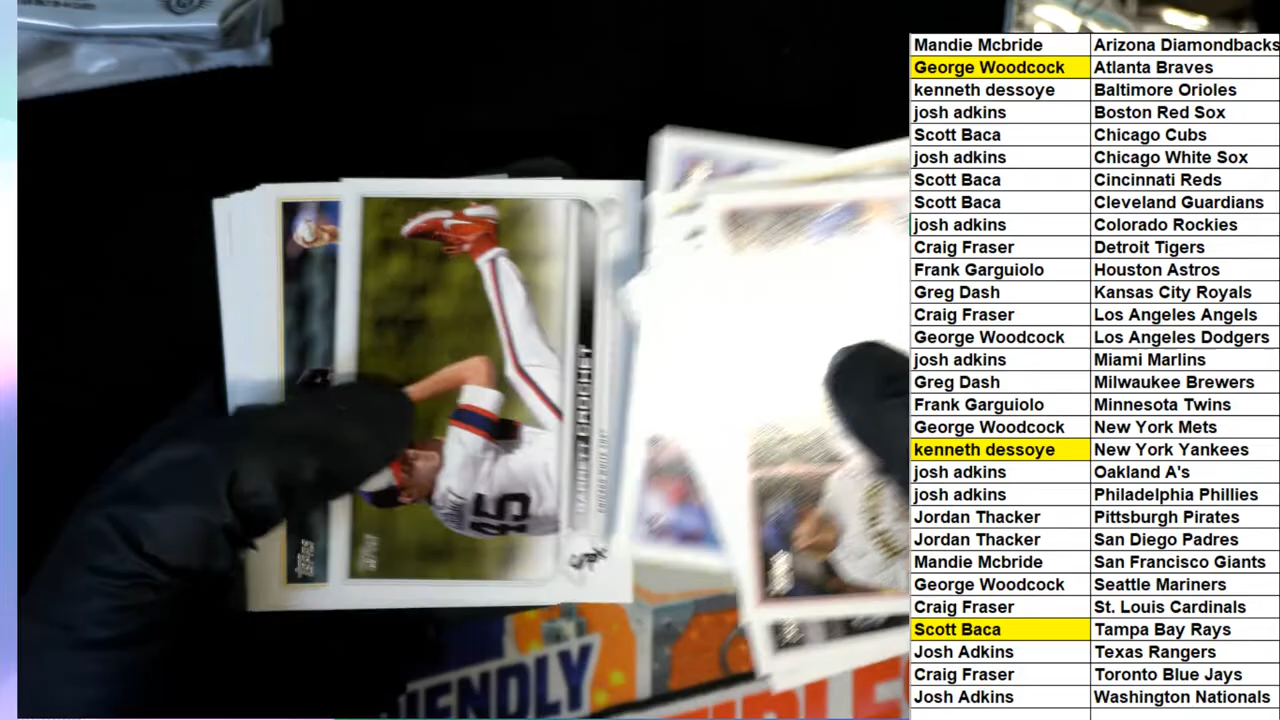 Mandie Mcbride Arizona Diamondbacks
George Woodcock Atlanta Braves
kenneth dessoye Baltimore Orioles
josh adkins Boston Red Sox
Scott Baca Chicago Cubs
josh adkins Chicago White Sox
Scott Baca Cincinnati Reds
Scott Baca Cleveland Guardians
josh adkins Colorado Rockies
Craig Fraser Detroit Tigers
Frank Garguiolo Houston Astros
Greg Dash Kansas City Royals
Craig Fraser Los Angeles Angels
George Woodcock Los Angeles Dodgers
josh adkins Miami Marlins
Greg Dash Milwaukee Brewers
Frank Garguiolo Minnesota Twins
George Woodcock New York Mets
kenneth dessoye New York Yankees
josh adkins Oakland A's
josh adkins Philadelphia Phillies
Jordan Thacker Pittsburgh Pirates
Jordan Thacker San Diego Padres
Mandie Mcbride San Francisco Giants
George Woodcock Seattle Mariners
Craig Fraser St. Louis Cardinals
Scott Baca Tampa Bay Rays
Josh Adkins Texas Rangers
Craig Fraser Toronto Blue Jays
Josh Adkins Washington Nationals
TOPPS
45
IENDLY